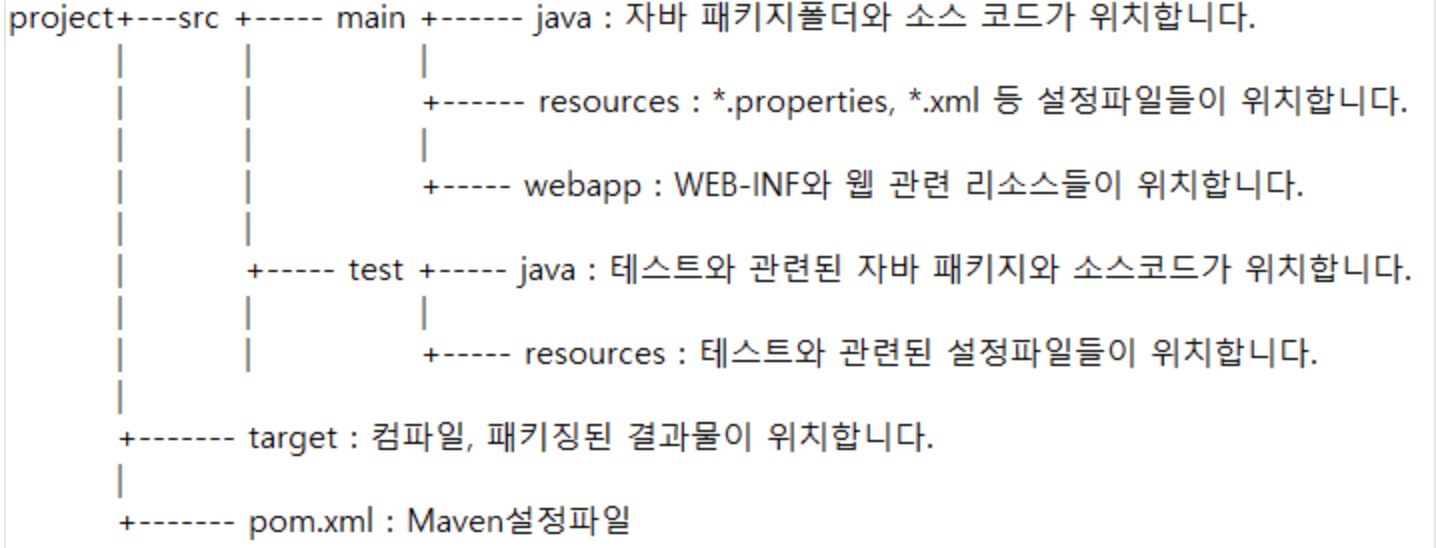 project+---src +----- main +------ java : 자바 패키지폴더와 소스 코드가 위치합니다.
| | |
| | +------ resources : *.properties, *.xml 등 설정파일들이 위치합니다.
| | |
| | +----- webapp : WEB-INF와 웹 관련 리소스들이 위치합니다.
| |
| +----- test +----- java : 테스트와 관련된 자바 패키지와 소스코드가 위치합니다.
| | |
| | +----- resources : 테스트와 관련된 설정파일들이 위치합니다.
|
+------- target : 컴파일, 패키징된 결과물이 위치합니다.
|
+------- pom.xml : Maven설정파일